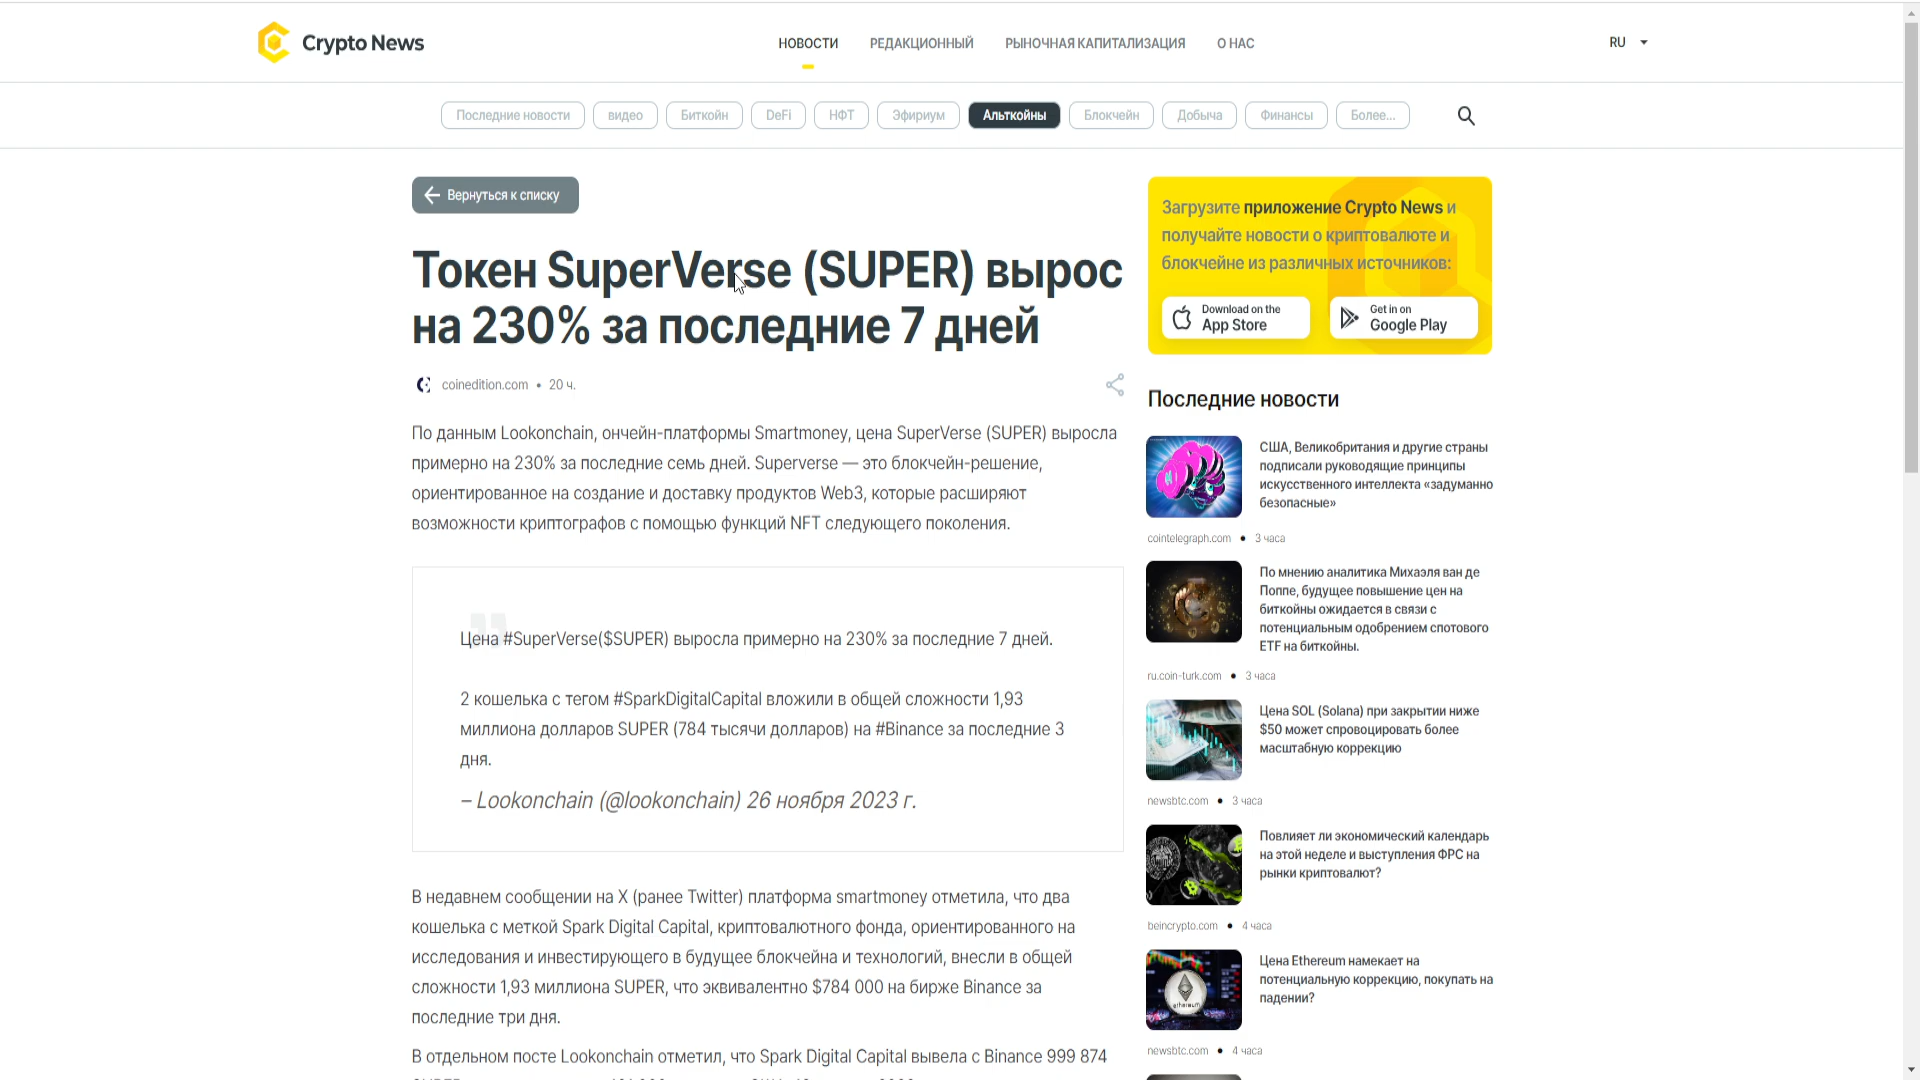 Crypto News
НОВОСТИ
РЕДАКЦИОННЫЙ
РЫНОЧНАЯ КАПИТАЛИЗАЦИЯ
О НАС
RU
Последние новости
видео
Биткойн
DeFi
НФТ
Эфириум
Альткойны
Блокчейн
Добыча
Финансы
Более...
Вернуться к списку
Токен SuperVerse (SUPER) вырос
на 230% за последние 7 дней
coinedition.com • 20 ч.
По данным Lookonchain, ончейн-платформы Smartmoney, цена SuperVerse (SUPER) выросла
примерно на 230% за последние семь дней. Superverse — это блокчейн-решение,
ориентированное на создание и доставку продуктов Web3, которые расширяют
возможности криптографов с помощью функций NFT следующего поколения.
Цена #SuperVerse($SUPER) выросла примерно на 230% за последние 7 дней.
2 кошелька с тегом #SparkDigitalCapital вложили в общей сложности 1,93
миллиона долларов SUPER (784 тысячи долларов) на #Binance за последние 3
дня.
– Lookonchain (@lookonchain) 26 ноября 2023 г.
В недавнем сообщении на X (ранее Twitter) платформа smartmoney отметила, что два
кошелька с меткой Spark Digital Capital, криптовалютного фонда, ориентированного на
исследования и инвестирующего в будущее блокчейна и технологий, внесли в общей
сложности 1,93 миллиона SUPER, что эквивалентно $784 000 на бирже Binance за
последние три дня.
В отдельном посте Lookonchain отметил, что Spark Digital Capital вывела с Binance 999 874
Загрузите приложение Crypto News и
получайте новости о криптовалюте и
блокчейне из различных источников:
Download on the
App Store
Get in on
Google Play
Последние новости
США, Великобритания и другие страны
подписали руководящие принципы
искусственного интеллекта «задуманно
безопасные»
cointelegraph.com • 3 часа
По мнению аналитика Михаэля ван де
Поппе, будущее повышение цен на
биткойны ожидается в связи с
потенциальным одобрением спотового
ETF на биткойны.
ru.coin-turk.com • 3 часа
Цена SOL (Solana) при закрытии ниже
$50 может спровоцировать более
масштабную коррекцию
newsbtc.com • 3 часа
Повлияет ли экономический календарь
на этой неделе и выступления ФРС на
рынки криптовалют?
beincrypto.com • 4 часа
Цена Ethereum намекает на
потенциальную коррекцию, покупать на
падении?
newsbtc.com • 4 часа